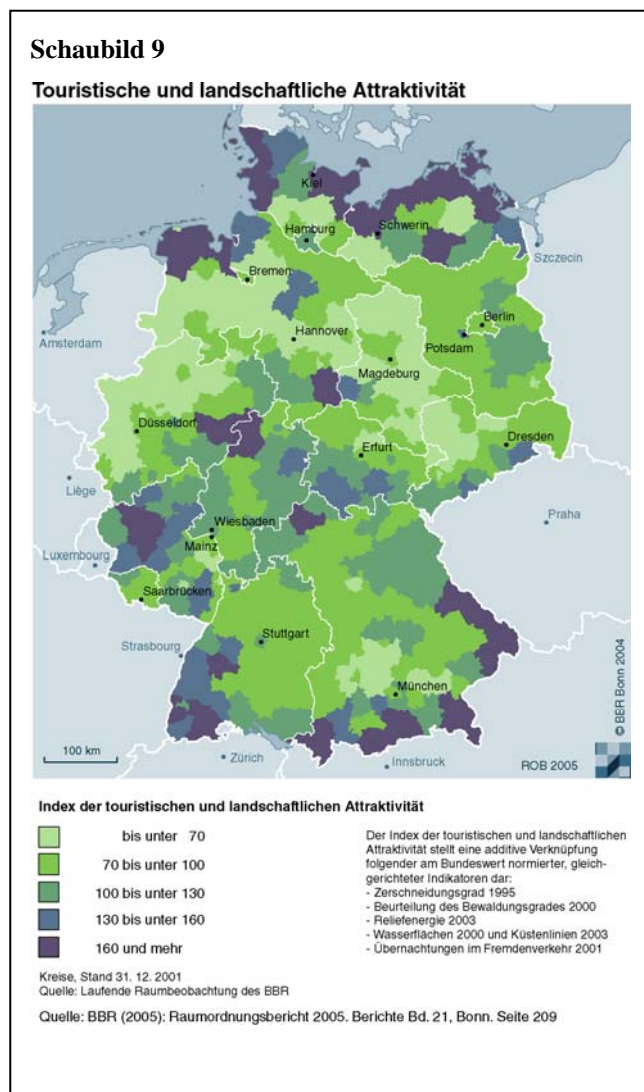 Schaubild 9
Touristische und landschaftliche Attraktivität
Kiel
Hamburg
Schwerin
Szczecin
Bremen
Amsterdam
Hannover
Berlin
Potsdam
Magdeburg
Düsseldorf
Erfurt
Dresden
Liège
Wiesbaden
Praha
Mainz
Luxembourg
Saarbrücken
Strasbourg
Stuttgart
München
© BBR Bonn 2004
100 km
Zürich
Innsbruck
ROB 2005
Index der touristischen und landschaftlichen Attraktivität
bis unter 70
70 bis unter 100
100 bis unter 130
130 bis unter 160
160 und mehr
Der Index der touristischen und landschaftlichen
Attraktivität stellt eine additive Verknüpfung
folgender am Bundeswert normierter, gleich-
gerichteter Indikatoren dar:
- Zerschneidungsgrad 1995
- Beurteilung des Bewaldungsgrades 2000
- Reliefenergie 2003
- Wasserflächen 2000 und Küstenlinien 2003
- Übernachtungen im Fremdenverkehr 2001
Kreise, Stand 31. 12. 2001
Quelle: Laufende Raumbeobachtung des BBR
Quelle: BBR (2005): Raumordnungsbericht 2005. Berichte Bd. 21, Bonn. Seite 209